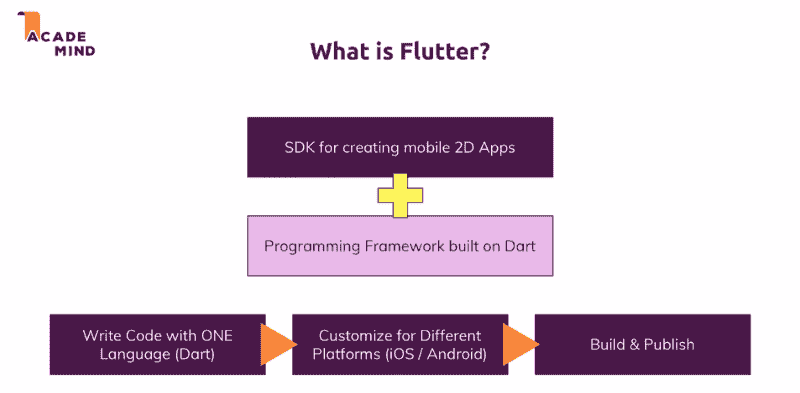 ACADE
MIND
What is Flutter?
SDK for creating mobile 2D Apps
Programming Framework built on Dart
Write Code with ONE
Language (Dart)
Customize for Different
Platforms (iOS / Android)
Build & Publish